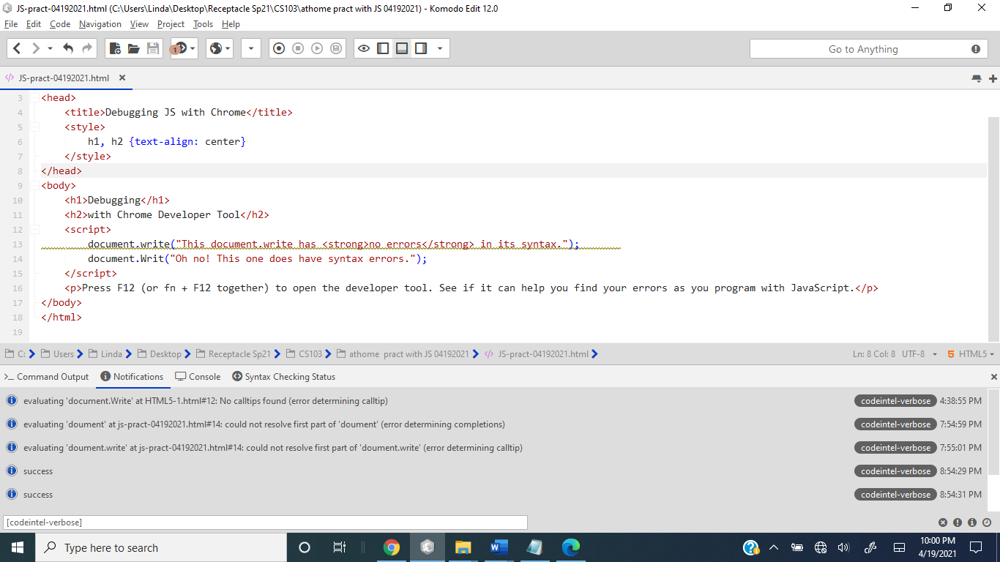 JS-pract-04192021.html (C:\Users\Linda\Desktop\Receptacle Sp21\CS103\athome pract with JS 04192021) - Komodo Edit 12.0
File Edit Code Navigation View Project Tools Help
1
Go to Anything
JS-pract-04192021.html
3 <head>
4 <title>Debugging JS with Chrome</title>
5 <style>
6 h1, h2 {text-align: center}
7 </style>
8 </head>
9 <body>
10 <h1>Debugging</h1>
11 <h2>with Chrome Developer Tool</h2>
12 <script>
13 document.write("This document.write has <strong>no errors</strong> in its syntax.");
14 document.Writ("Oh no! This one does have syntax errors.");
15 </script>
16 <p>Press F12 (or fn + F12 together) to open the developer tool. See if it can help you find your errors as you program with JavaScript.</p>
17 </body>
18 </html>
19
C: Users Linda Desktop Receptacle Sp21 CS103 athome pract with JS 04192021 JS-pract-04192021.html Ln: 8 Col: 8 UTF-8 HTML5
Command Output Notifications Console Syntax Checking Status
evaluating 'document.Write' at HTML5-1.html#12: No calltips found (error determining calltip) codeintel-verbose 4:38:55 PM
evaluating 'doument' at js-pract-04192021.html#14: could not resolve first part of 'doument' (error determining completions) codeintel-verbose 7:54:59 PM
evaluating 'doument.write' at js-pract-04192021.html#14: could not resolve first part of 'doument.write' (error determining calltip) codeintel-verbose 7:55:01 PM
success codeintel-verbose 8:54:29 PM
success codeintel-verbose 8:54:31 PM
[codeintel-verbose]
Type here to search
10:00 PM
4/19/2021